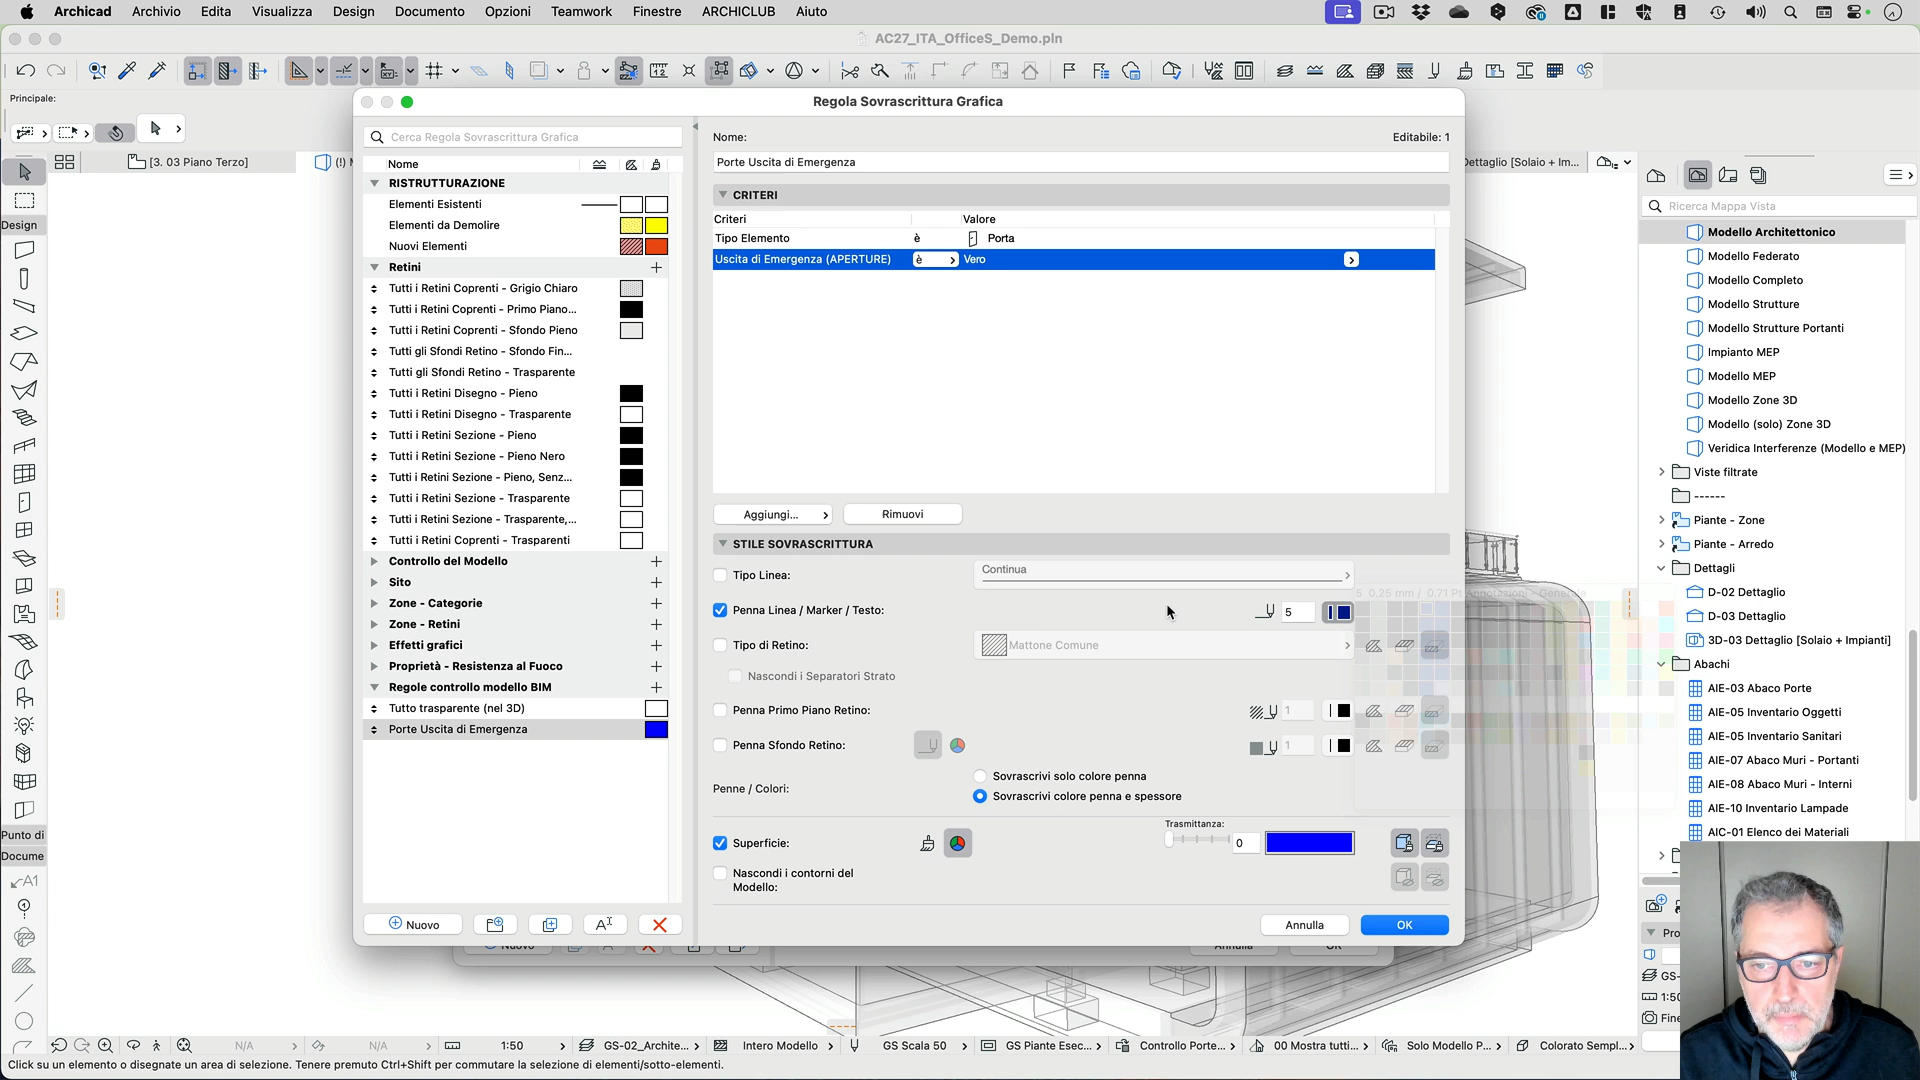 Archicad Archivio Edita Visualizza Design Documento Opzioni Teamwork Finestre ARCHICLUB Aiuto
AC27_ITA_OfficeS_Demo.pln
Principale:
[3. 03 Piano Terzo]
Dettaglio [Solaio + Im...
Design
Punto di
Docume
Regola Sovrascrittura Grafica
Cerca Regola Sovrascrittura Grafica
Nome
RISTRUTTURAZIONE
Elementi Esistenti
Elementi da Demolire
Nuovi Elementi
Retini
Tutti i Retini Coprenti - Grigio Chiaro
Tutti i Retini Coprenti - Primo Piano...
Tutti i Retini Coprenti - Sfondo Pieno
Tutti gli Sfondi Retino - Sfondo Fin...
Tutti gli Sfondi Retino - Trasparente
Tutti i Retini Disegno - Pieno
Tutti i Retini Disegno - Trasparente
Tutti i Retini Sezione - Pieno
Tutti i Retini Sezione - Pieno Nero
Tutti i Retini Sezione - Pieno, Senz...
Tutti i Retini Sezione - Trasparente
Tutti i Retini Sezione - Trasparente,...
Tutti i Retini Coprenti - Trasparenti
Controllo del Modello
Sito
Zone - Categorie
Zone - Retini
Effetti grafici
Proprietà - Resistenza al Fuoco
Regole controllo modello BIM
Tutto trasparente (nel 3D)
Porte Uscita di Emergenza
Nuovo
Nome:
Editabile: 1
Porte Uscita di Emergenza
CRITERI
Criteri Valore
Tipo Elemento è Porta
Uscita di Emergenza (APERTURE) è Vero
Aggiungi... Rimuovi
STILE SOVRASCRITTURA
Tipo Linea: Continua
Penna Linea / Marker / Testo: 5
5 0.25 mm / 0.71 Pt Annotazioni - Generale
Tipo di Retino: Mattone Comune
Nascondi i Separatori Strato
Penna Primo Piano Retino: 1
Penna Sfondo Retino: 1
Penne / Colori:
Sovrascrivi solo colore penna
Sovrascrivi colore penna e spessore
Superficie:
Trasmittanza:
0
Nascondi i contorni del
Modello:
Annulla OK
Ricerca Mappa Vista
Modello Architettonico
Modello Federato
Modello Completo
Modello Strutture
Modello Strutture Portanti
Impianto MEP
Modello MEP
Modello Zone 3D
Modello (solo) Zone 3D
Veridica Interferenze (Modello e MEP)
Viste filtrate
------
Piante - Zone
Piante - Arredo
Dettagli
D-02 Dettaglio
D-03 Dettaglio
3D-03 Dettaglio [Solaio + Impianti]
Abachi
AIE-03 Abaco Porte
AIE-05 Inventario Oggetti
AIE-05 Inventario Sanitari
AIE-07 Abaco Muri - Portanti
AIE-08 Abaco Muri - Interni
AIE-10 Inventario Lampade
AIC-01 Elenco dei Materiali
N/A N/A 1:50 GS-02_Archite... Intero Modello GS Scala 50 GS Piante Esec... Controllo Porte... 00 Mostra tutti... Solo Modello P... Colorato Sempl...
Click su un elemento o disegnate un area di selezione. Tenere premuto Ctrl+Shift per commutare la selezione di elementi/sotto-elementi.